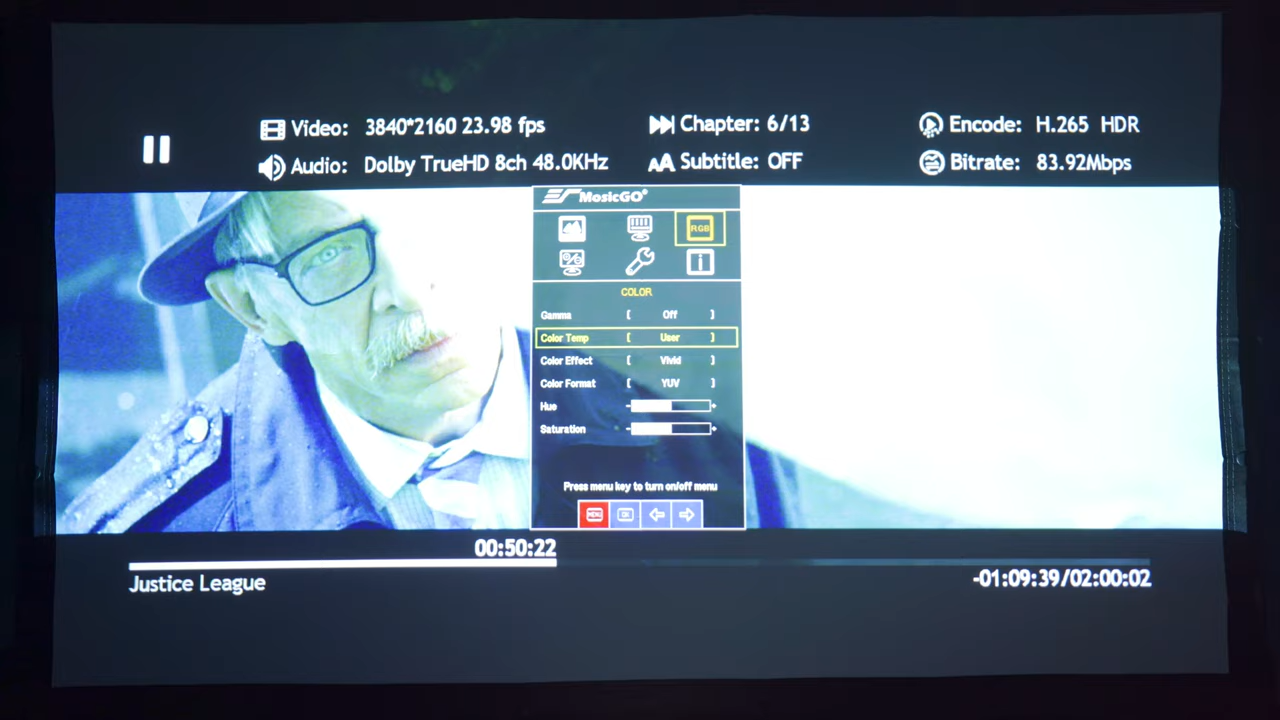 Video: 3840*2160 23.98 fps
Chapter: 6/13
Encode: H.265 HDR
Audio: Dolby TrueHD 8ch 48.0KHz
AA Subtitle: OFF
Bitrate: 83.92Mbps
MosicGO®
RGB
COLOR
Gamma [ Off ]
Color Temp [ User ]
Color Effect [ Vivid ]
Color Format [ YUV ]
Hue - +
Saturation - +
Press menu key to turn on/off menu
MENU OK
00:50:22
Justice League
-01:09:39/02:00:02